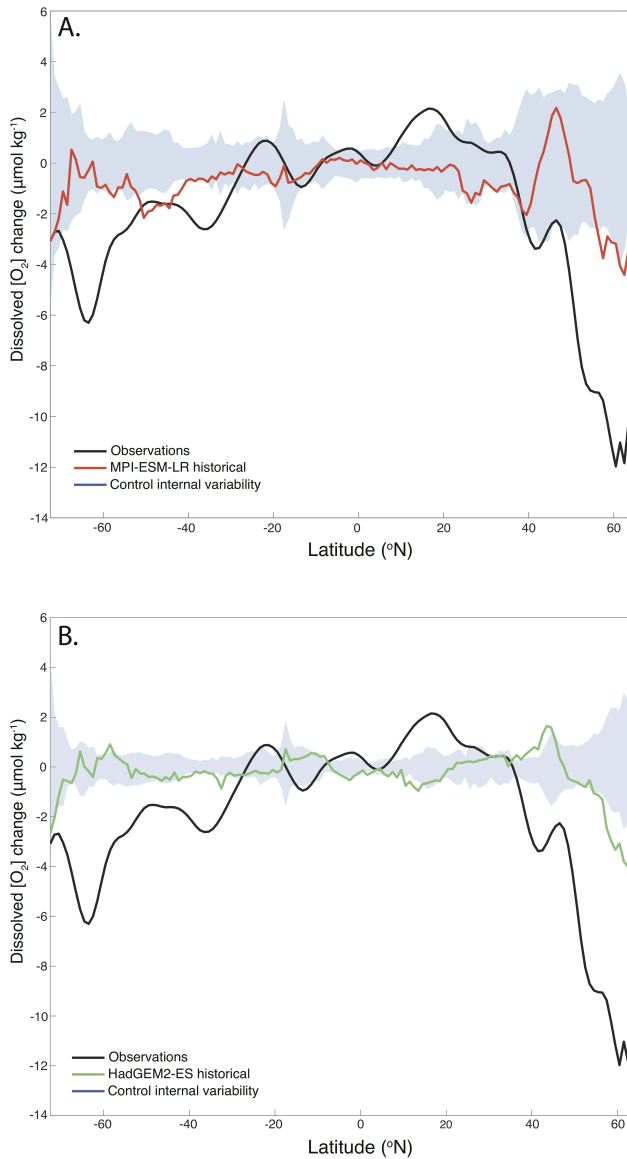 A.
6
4
2
0
-2
-4
-6
-8
-10
-12
-14
Dissolved [O₂] change (μmol kg⁻¹)
Observations
MPI-ESM-LR historical
Control internal variability
-60 -40 -20 0 20 40 60
Latitude (ºN)
B.
6
4
2
0
-2
-4
-6
-8
-10
-12
-14
Dissolved [O₂] change (μmol kg⁻¹)
Observations
HadGEM2-ES historical
Control internal variability
-60 -40 -20 0 20 40 60
Latitude (ºN)